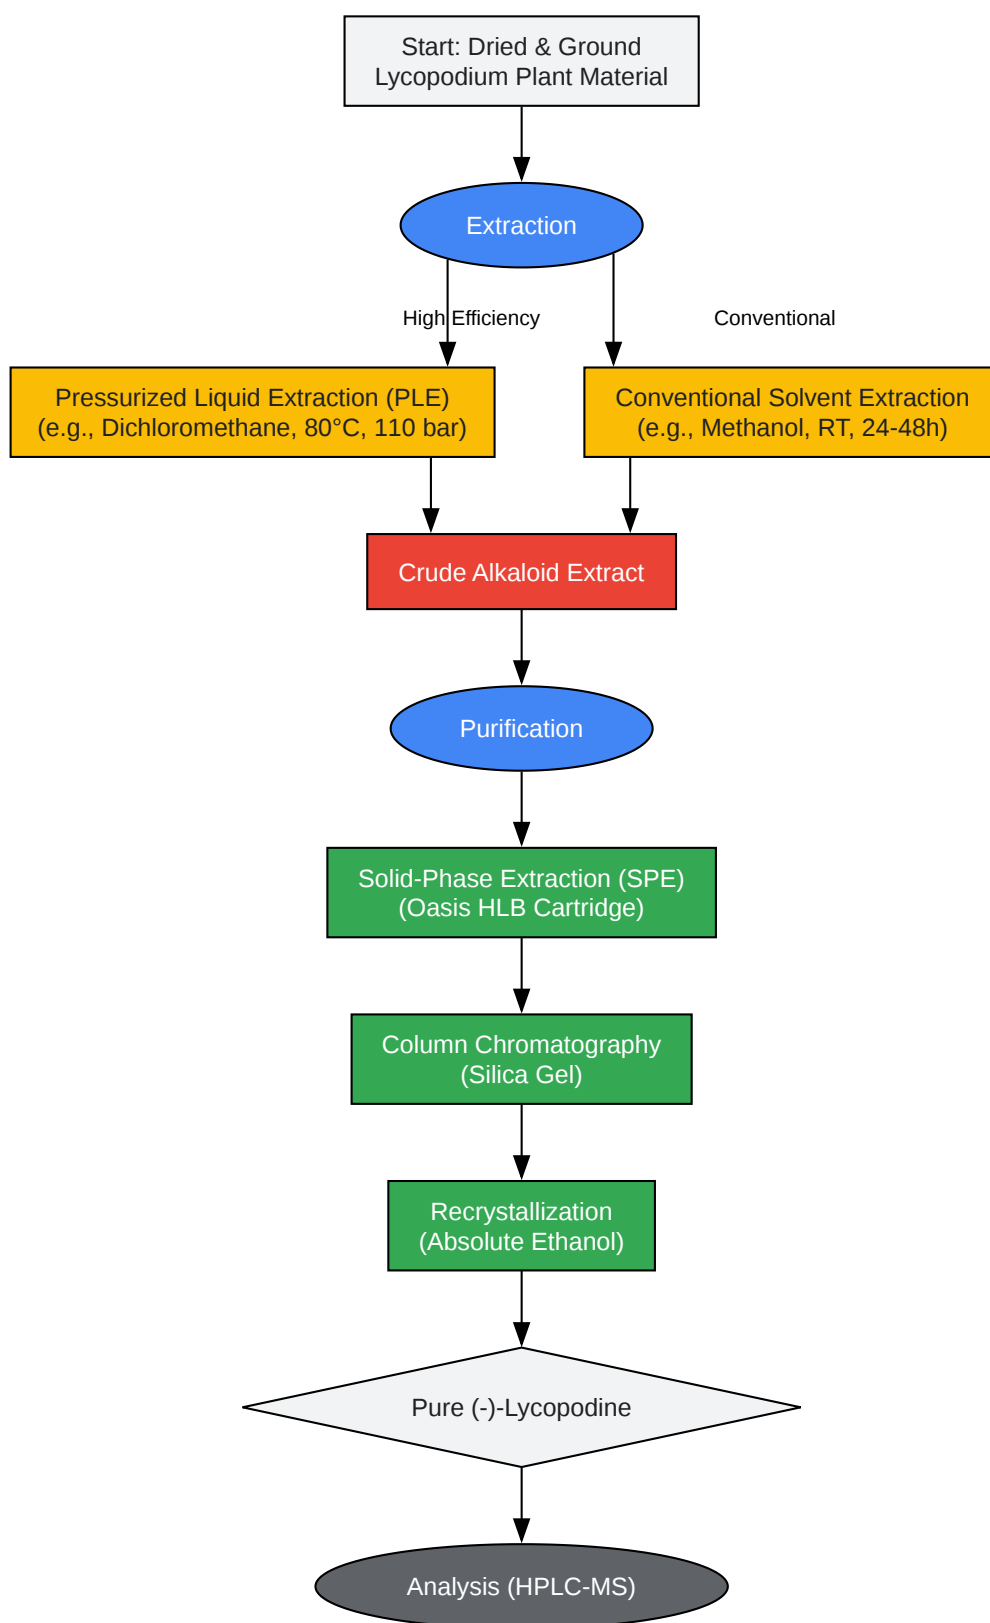 Start: Dried & Ground
Lycopodium Plant Material
Extraction
High Efficiency
Conventional
Pressurized Liquid Extraction (PLE)
(e.g., Dichloromethane, 80°C, 110 bar)
Conventional Solvent Extraction
(e.g., Methanol, RT, 24-48h)
Crude Alkaloid Extract
Purification
Solid-Phase Extraction (SPE)
(Oasis HLB Cartridge)
Column Chromatography
(Silica Gel)
Recrystallization
(Absolute Ethanol)
Pure (-)-Lycopodine
Analysis (HPLC-MS)